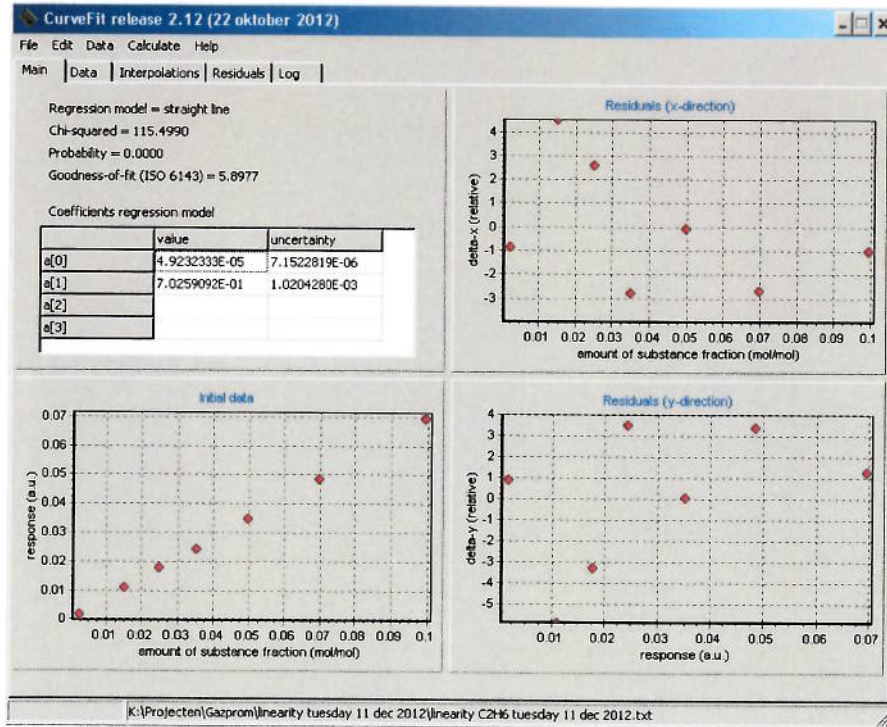 CurveFit release 2.12 (22 oktober 2012)
File Edit Data Calculate Help
Main Data Interpolations Residuals Log
Regression model = straight line
Chi-squared = 115.4990
Probability = 0.0000
Goodness-of-fit (ISO 6143) = 5.8977
Coefficients regression model
value uncertainty
a[0] 4.9232333E-05 7.1522819E-06
a[1] 7.0259092E-01 1.0204280E-03
a[2]
a[3]
Residuals (x-direction)
delta-x (relative)
4
3
2
1
0
-1
-2
-3
0.01 0.02 0.03 0.04 0.05 0.06 0.07 0.08 0.09 0.1
amount of substance fraction (mol/mol)
Initial data
response (a.u.)
0.07
0.06
0.05
0.04
0.03
0.02
0.01
0
0.01 0.02 0.03 0.04 0.05 0.06 0.07 0.08 0.09 0.1
amount of substance fraction (mol/mol)
Residuals (y-direction)
delta-y (relative)
4
3
2
1
0
-1
-2
-3
-4
-5
0.01 0.02 0.03 0.04 0.05 0.06 0.07
response (a.u.)
K:\Projecten\Gazprom\linearity tuesday 11 dec 2012\linearity C2H6 tuesday 11 dec 2012.txt